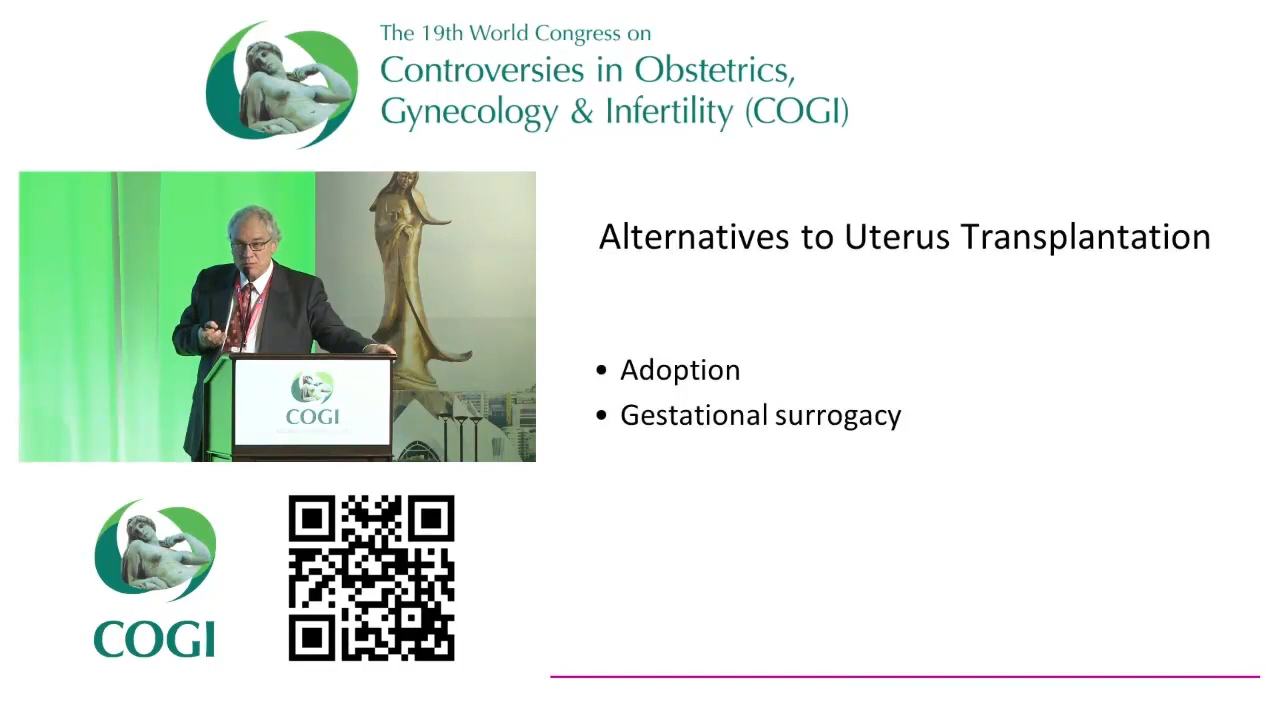 The 19th World Congress on
Controversies in Obstetrics,
Gynecology & Infertility (COGI)
Alternatives to Uterus Transplantation
• Adoption
• Gestational surrogacy
COGI
COGI